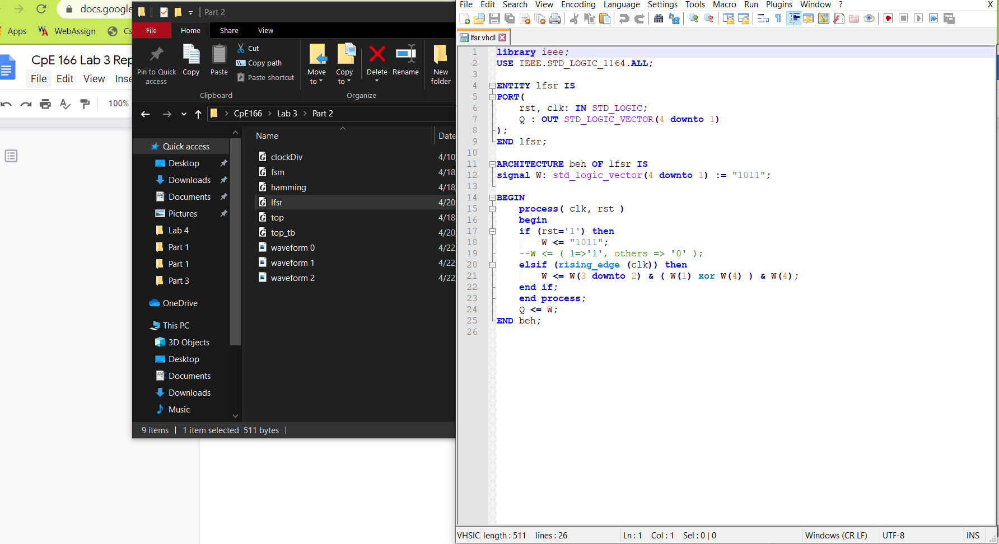 docs.google
Apps
WebAssign
Cs
CpE 166 Lab 3 Rep
File Edit View Inse
100%
Part 2
File Home Share View
Pin to Quick access
Copy
Paste
Cut
Copy path
Paste shortcut
Clipboard
Move to
Copy to
Delete
Rename
Organize
New folder
CpE166 Lab 3 Part 2
Quick access
Desktop
Downloads
Documents
Pictures
Lab 4
Part 1
Part 1
Part 3
OneDrive
This PC
3D Objects
Desktop
Documents
Downloads
Music
Name Date
clockDiv 4/10
fsm 4/18
hamming 4/18
lfsr 4/20
top 4/18
top_tb 4/20
waveform 0 4/22
waveform 1 4/22
waveform 2 4/22
9 items 1 item selected 511 bytes
File Edit Search View Encoding Language Settings Tools Macro Run Plugins Window ? X
lfsr.vhdl
1 library ieee;
2 USE IEEE.STD_LOGIC_1164.ALL;
3
4 ENTITY lfsr IS
5 PORT(
6 rst, clk: IN STD_LOGIC;
7 Q : OUT STD_LOGIC_VECTOR(4 downto 1)
8 );
9 END lfsr;
10
11 ARCHITECTURE beh OF lfsr IS
12 signal W: std_logic_vector(4 downto 1) := "1011";
13
14 BEGIN
15 process( clk, rst )
16 begin
17 if (rst='1') then
18 W <= "1011";
19 --W <= ( 1=>'1', others => '0' );
20 elsif (rising_edge (clk)) then
21 W <= W(3 downto 2) & ( W(1) xor W(4) ) & W(4);
22 end if;
23 end process;
24 Q <= W;
25 END beh;
26
VHSIC length : 511 lines : 26 Ln : 1 Col : 1 Sel : 0 | 0 Windows (CR LF) UTF-8 INS